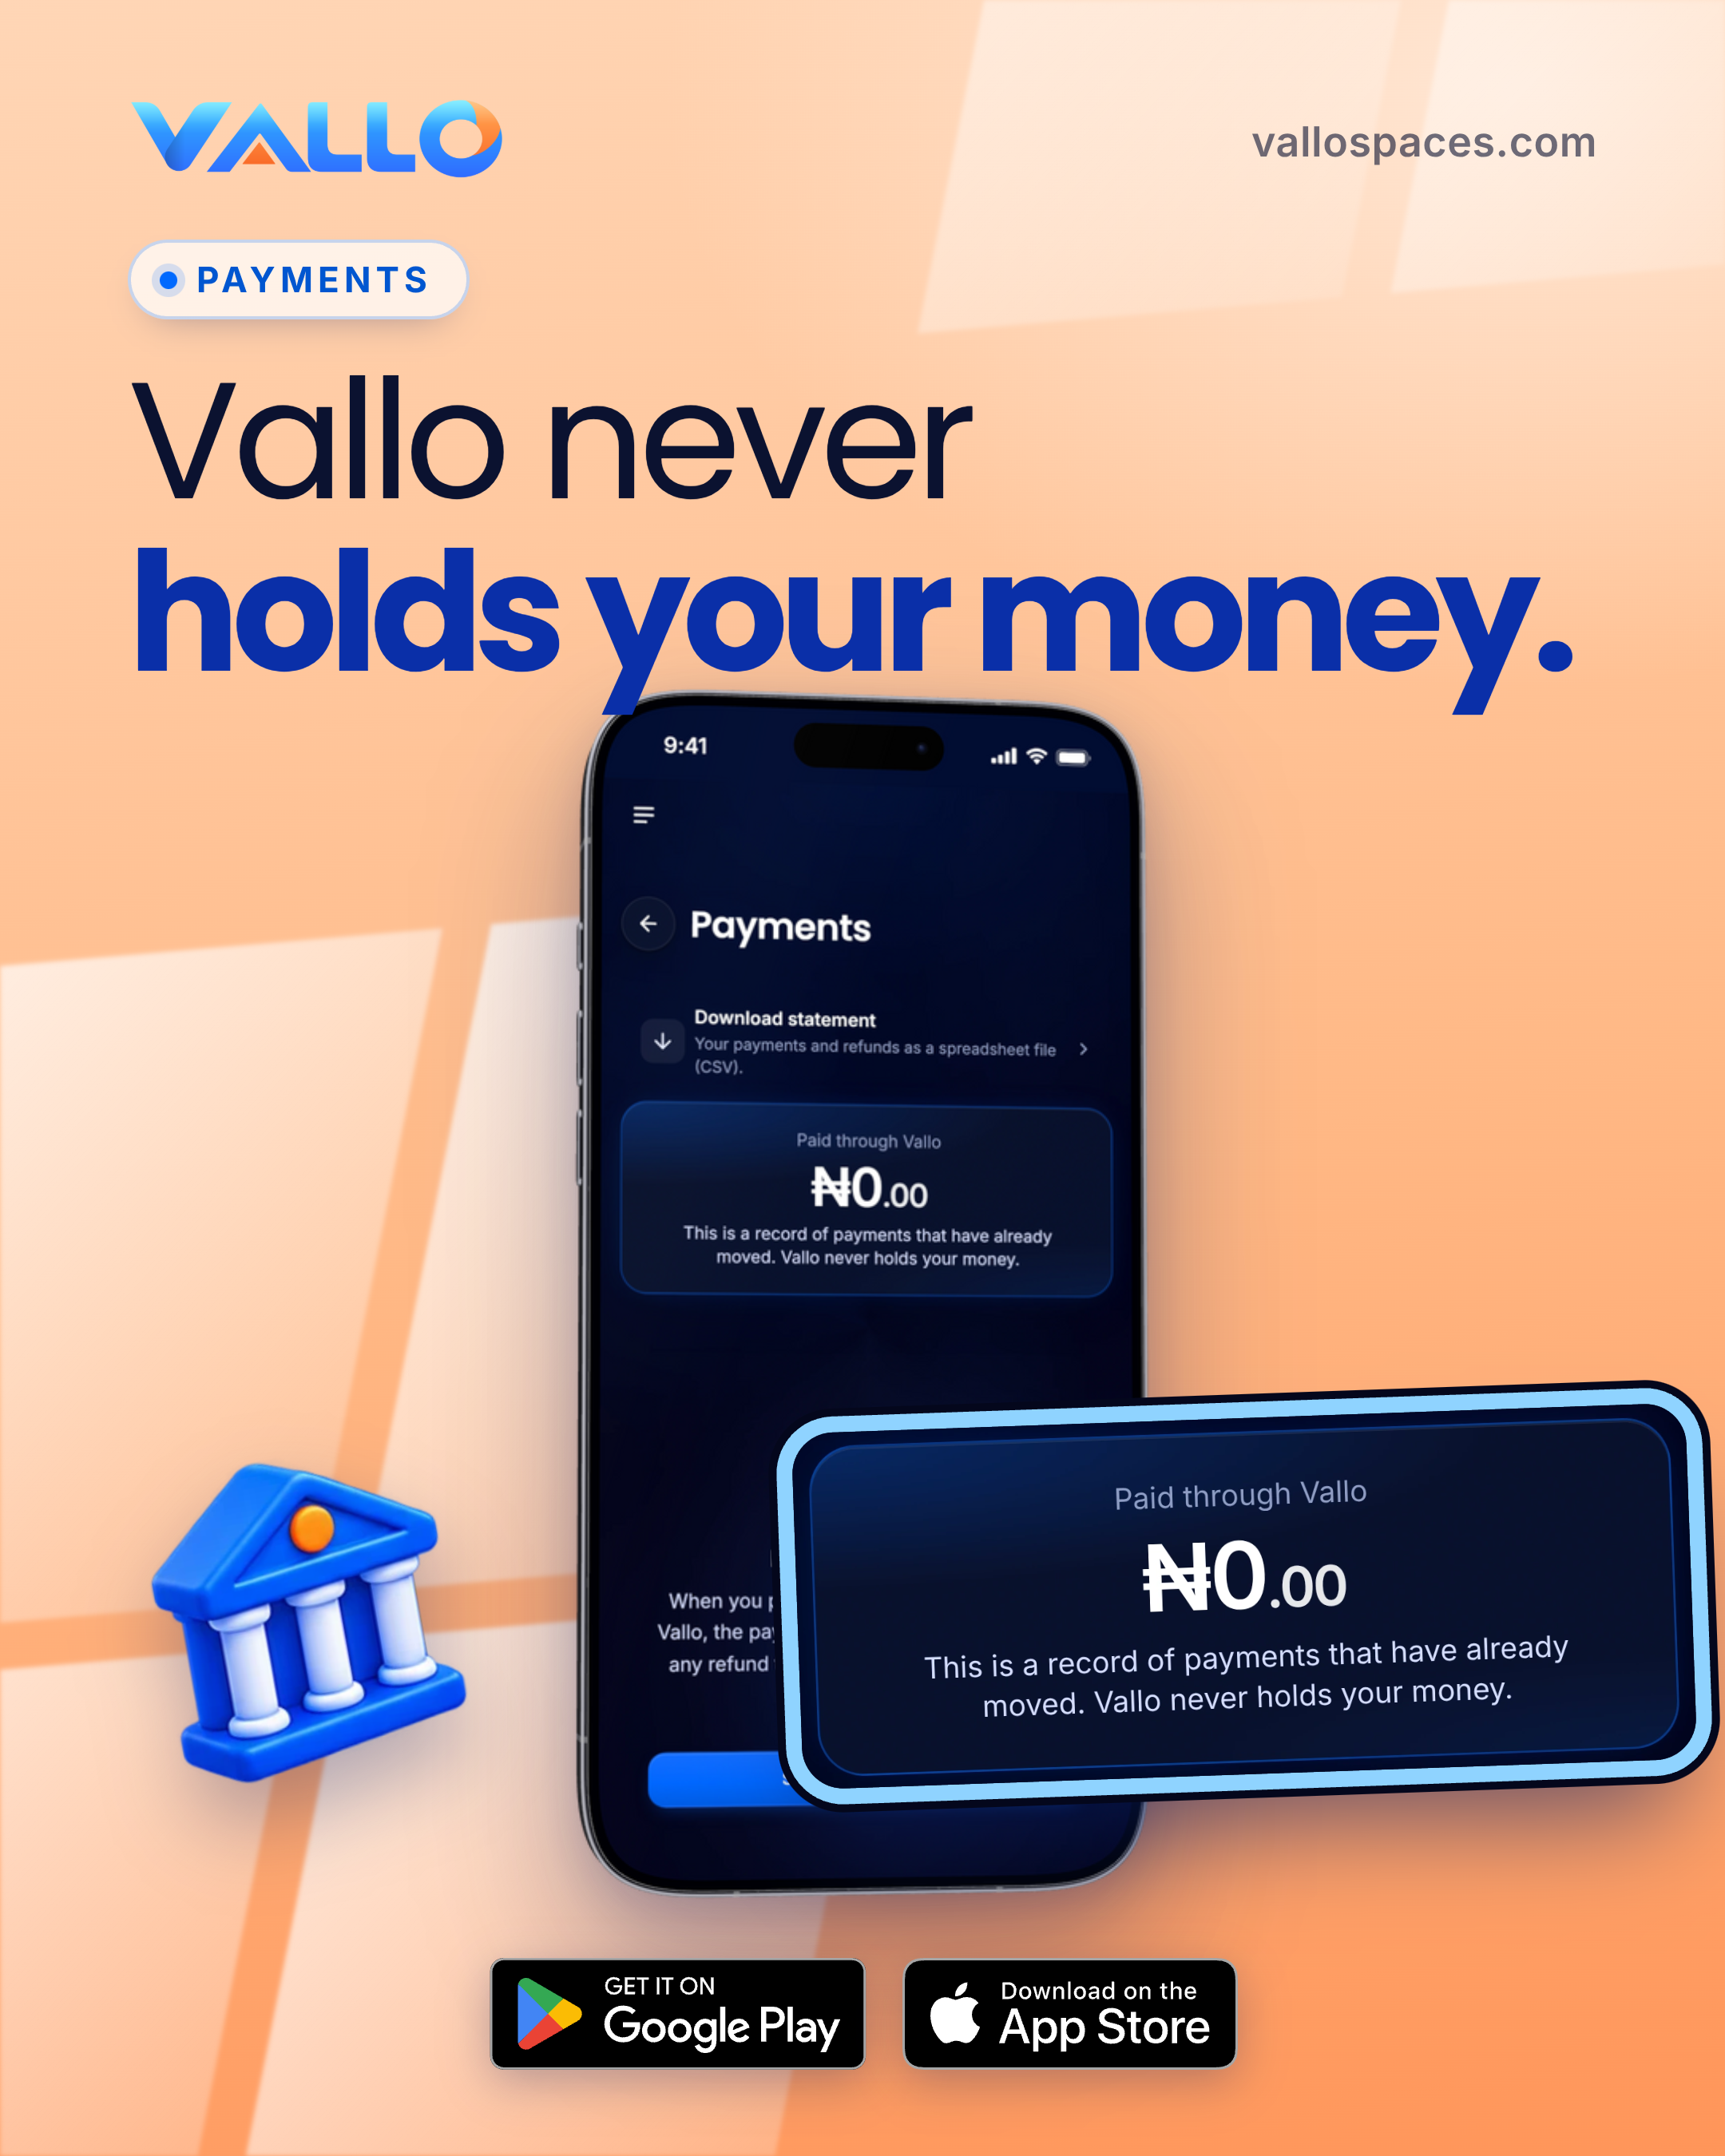 VALLO
vallospaces.com
PAYMENTS
Vallo never
holds your money.
9:41
Payments
Download statement
Your payments and refunds as a spreadsheet file
(CSV).
Paid through Vallo
₦0.00
This is a record of payments that have already
moved. Vallo never holds your money.
When you
Vallo, the
any refund
Paid through Vallo
₦0.00
This is a record of payments that have already
moved. Vallo never holds your money.
GET IT ON
Google Play
Download on the
App Store